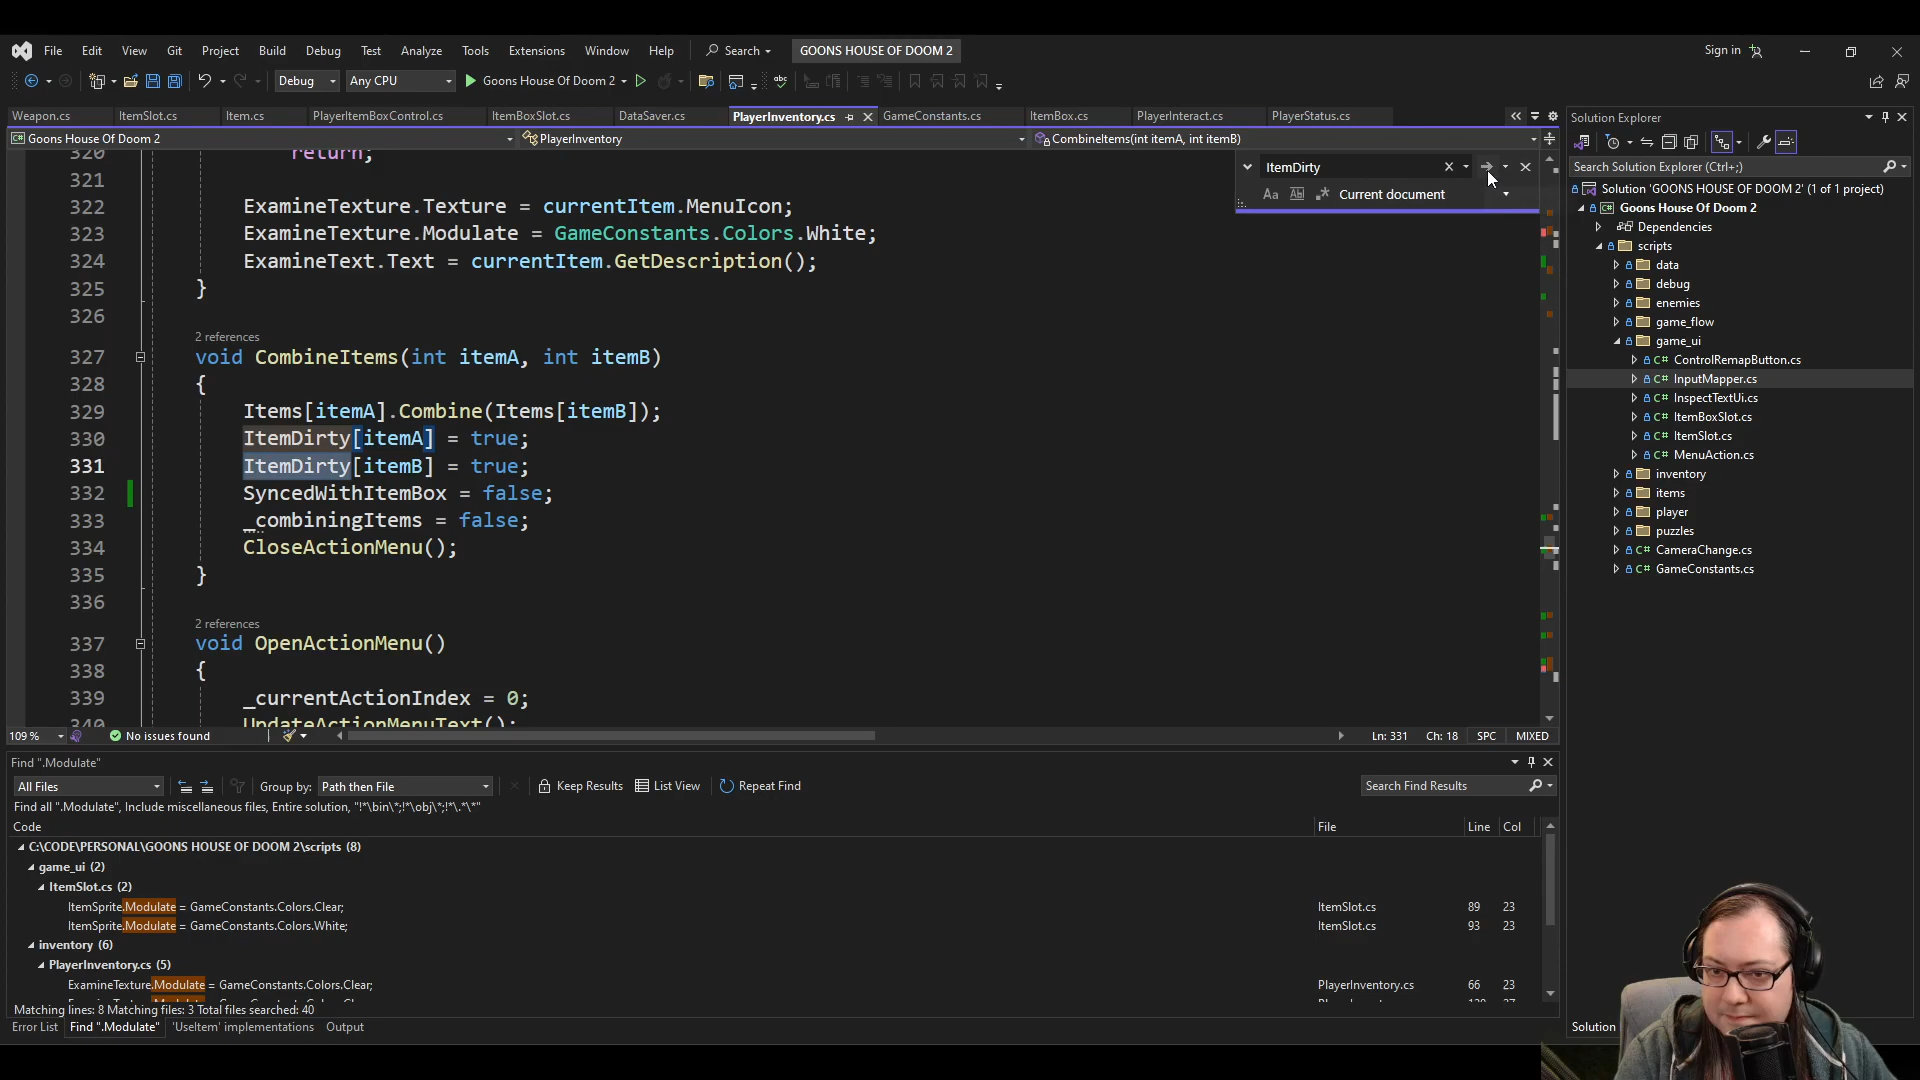 File Edit View Git Project Build Debug Test Analyze Tools Extensions Window Help Search GOONS HOUSE OF DOOM 2 Sign in
Debug Any CPU Goons House Of Doom 2
Weapon.cs ItemSlot.cs Item.cs PlayerItemBoxControl.cs ItemBoxSlot.cs DataSaver.cs PlayerInventory.cs GameConstants.cs ItemBox.cs PlayerInteract.cs PlayerStatus.cs
Goons House Of Doom 2 PlayerInventory CombineItems(int itemA, int itemB)
ItemDirty
Current document
320 return;
321
322 ExamineTexture.Texture = currentItem.MenuIcon;
323 ExamineTexture.Modulate = GameConstants.Colors.White;
324 ExamineText.Text = currentItem.GetDescription();
325 }
326
2 references
327 void CombineItems(int itemA, int itemB)
328 {
329 Items[itemA].Combine(Items[itemB]);
330 ItemDirty[itemA] = true;
331 ItemDirty[itemB] = true;
332 SyncedWithItemBox = false;
333 _combiningItems = false;
334 CloseActionMenu();
335 }
336
2 references
337 void OpenActionMenu()
338 {
339 _currentActionIndex = 0;
340 UpdateActionMenuText();
109 % No issues found Ln: 331 Ch: 18 SPC MIXED
Find ".Modulate"
All Files Group by: Path then File Keep Results List View Repeat Find Search Find Results
Find all ".Modulate", Include miscellaneous files, Entire solution, "!*\bin\*;!*\obj\*;!*\.*\*"
Code File Line Col
C:\CODE\PERSONAL\GOONS HOUSE OF DOOM 2\scripts (8)
game_ui (2)
ItemSlot.cs (2)
ItemSprite.Modulate = GameConstants.Colors.Clear; ItemSlot.cs 89 23
ItemSprite.Modulate = GameConstants.Colors.White; ItemSlot.cs 93 23
inventory (6)
PlayerInventory.cs (5)
ExamineTexture.Modulate = GameConstants.Colors.Clear; PlayerInventory.cs 66 23
Matching lines: 8 Matching files: 3 Total files searched: 40
Error List Find ".Modulate" 'UseItem' implementations Output
Solution Explorer
Search Solution Explorer (Ctrl+;)
Solution 'GOONS HOUSE OF DOOM 2' (1 of 1 project)
C# Goons House Of Doom 2
Dependencies
scripts
data
debug
enemies
game_flow
game_ui
C# ControlRemapButton.cs
C# InputMapper.cs
C# InspectTextUi.cs
C# ItemBoxSlot.cs
C# ItemSlot.cs
C# MenuAction.cs
inventory
items
player
puzzles
C# CameraChange.cs
C# GameConstants.cs
Solution